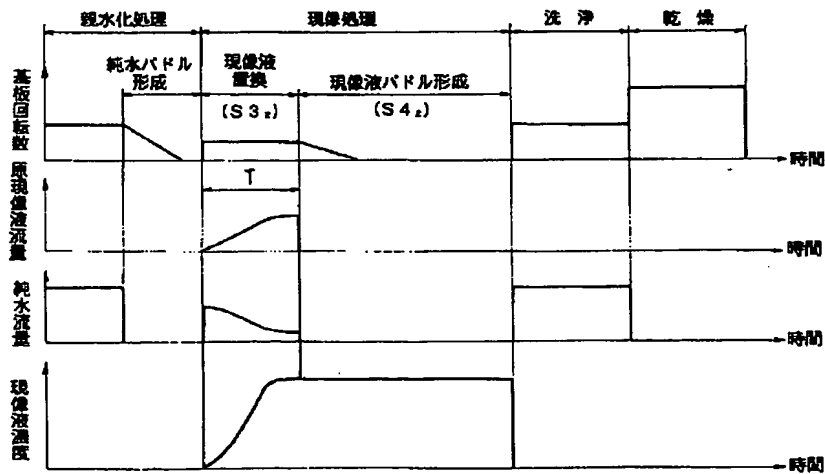 親水化処理 現像処理 洗浄 乾燥
純水パドル 形成
現像液 置換
(S3₂)
現像液パドル形成
(S4₂)
基板回転数
時間
T
原現像液流量
時間
純水流量
時間
現像液濃度
時間